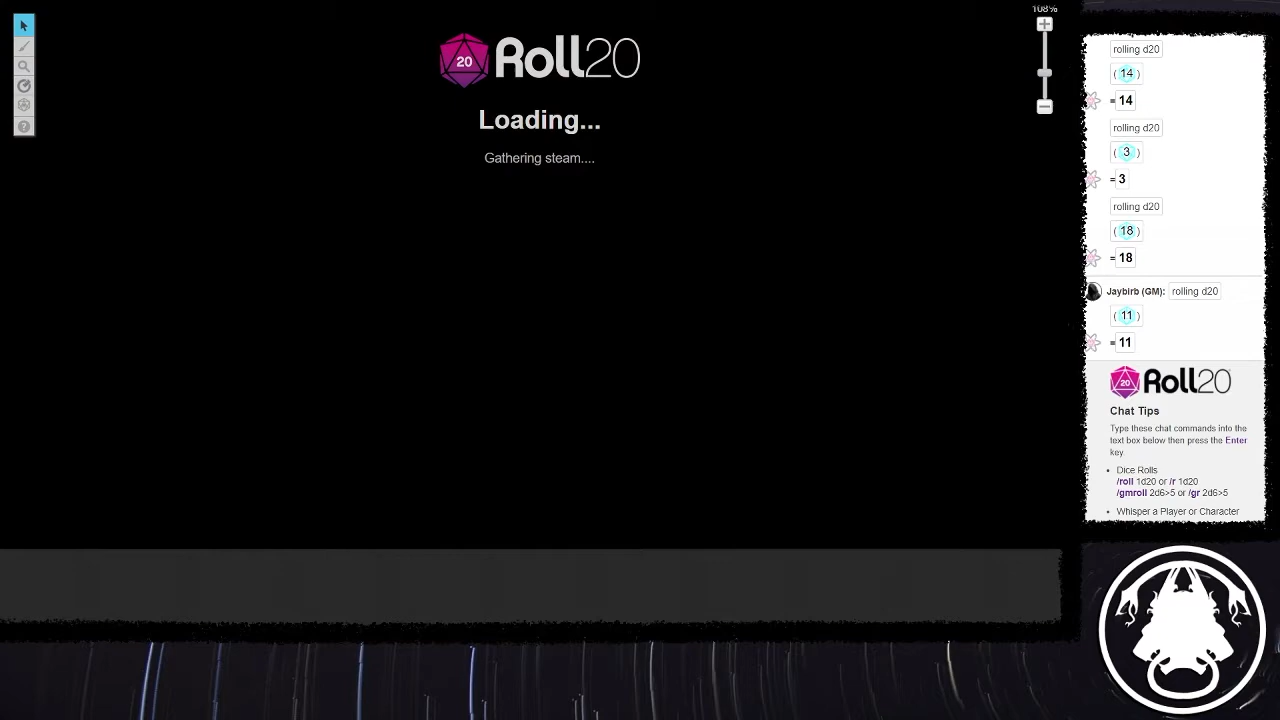 20 Roll20
Loading...
Gathering steam....
108%
rolling d20
( 14 )
= 14
rolling d20
( 3 )
= 3
rolling d20
( 18 )
= 18
Jaybirb (GM): rolling d20
( 11 )
= 11
20 Roll20
Chat Tips
Type these chat commands into the
text box below then press the Enter
key.
• Dice Rolls
/roll 1d20 or /r 1d20
/gmroll 2d6>5 or /gr 2d6>5
• Whisper a Player or Character